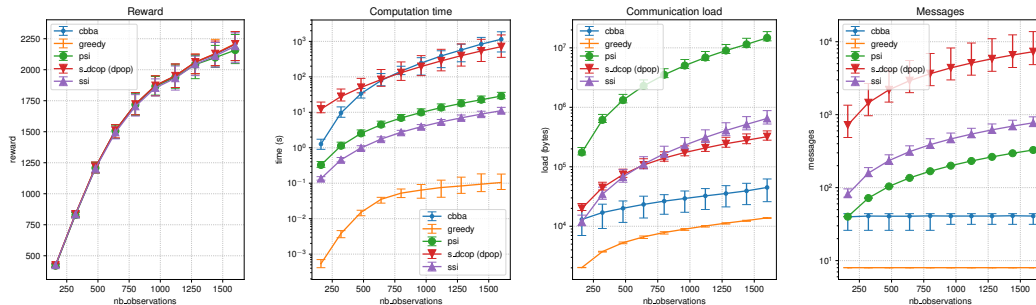 Reward
2250
2000
1750
1500
1250
1000
750
500
reward
250 500 750 1000 1250 1500
nb_observations
cbba
greedy
psi
s_dcop (dpop)
ssi
Computation time
10³
10²
10¹
10⁰
10⁻¹
10⁻²
10⁻³
time (s)
250 500 750 1000 1250 1500
nb_observations
cbba
greedy
psi
s_dcop (dpop)
ssi
Communication load
10⁷
10⁶
10⁵
10⁴
load (bytes)
250 500 750 1000 1250 1500
nb_observations
cbba
greedy
psi
s_dcop (dpop)
ssi
Messages
10⁴
10³
10²
10¹
messages
250 500 750 1000 1250 1500
nb_observations
cbba
greedy
psi
s_dcop (dpop)
ssi